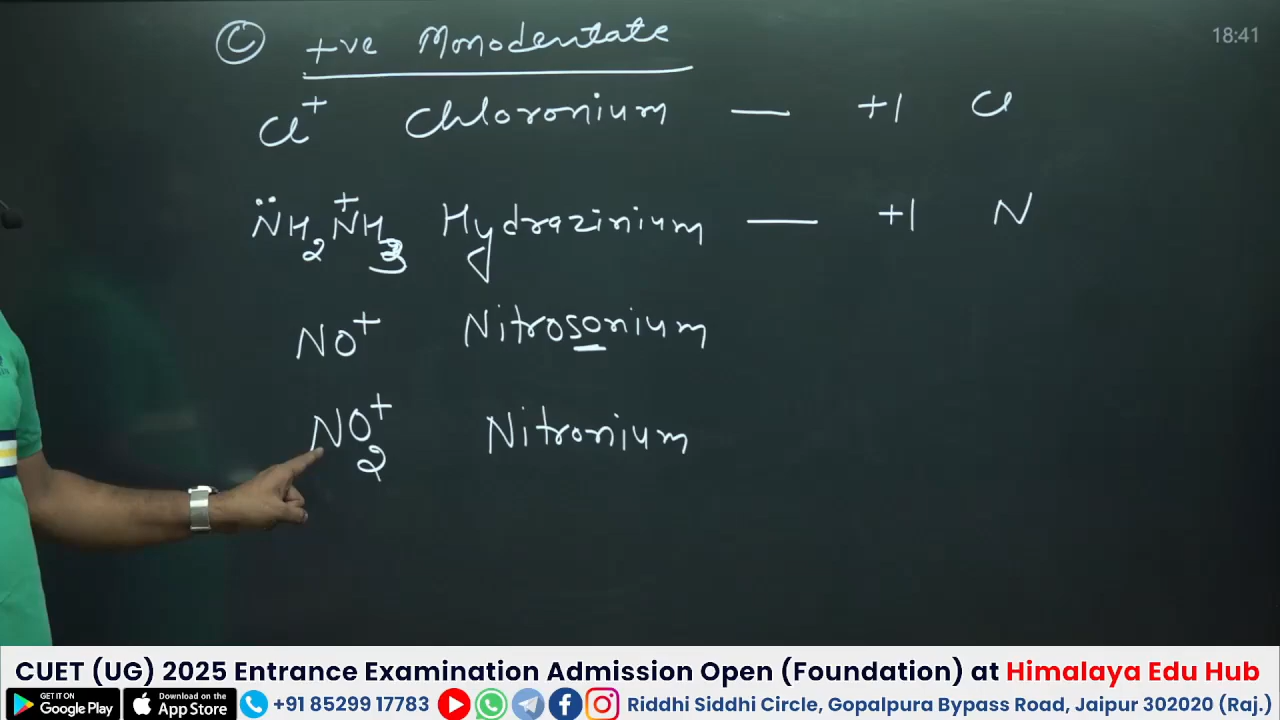 18:41
C +ve Monodentate
Cl⁺ Chloronium — +1 Cl
N̈H₂N⁺H₃ Hydrazinium — +1 N
NO⁺ Nitrosonium
NO₂⁺ Nitronium
CUET (UG) 2025 Entrance Examination Admission Open (Foundation) at Himalaya Edu Hub
GET IT ON Google Play
Download on the App Store
+91 85299 17783
Riddhi Siddhi Circle, Gopalpura Bypass Road, Jaipur 302020 (Raj.)